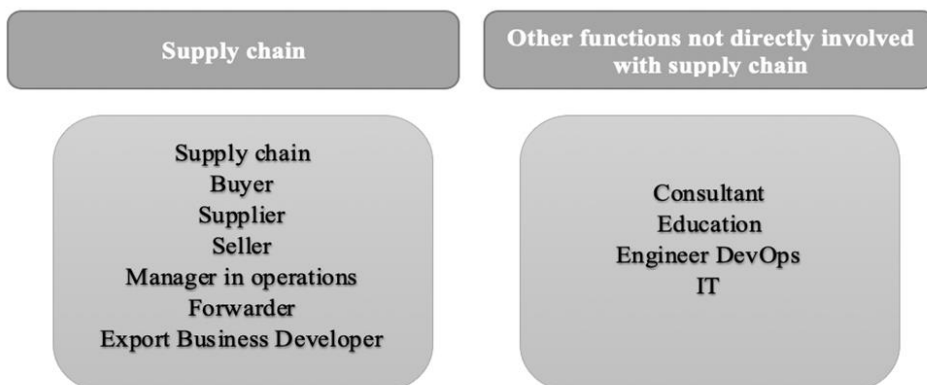 Supply chain
Other functions not directly involved
with supply chain
Supply chain
Buyer
Supplier
Seller
Manager in operations
Forwarder
Export Business Developer
Consultant
Education
Engineer DevOps
IT